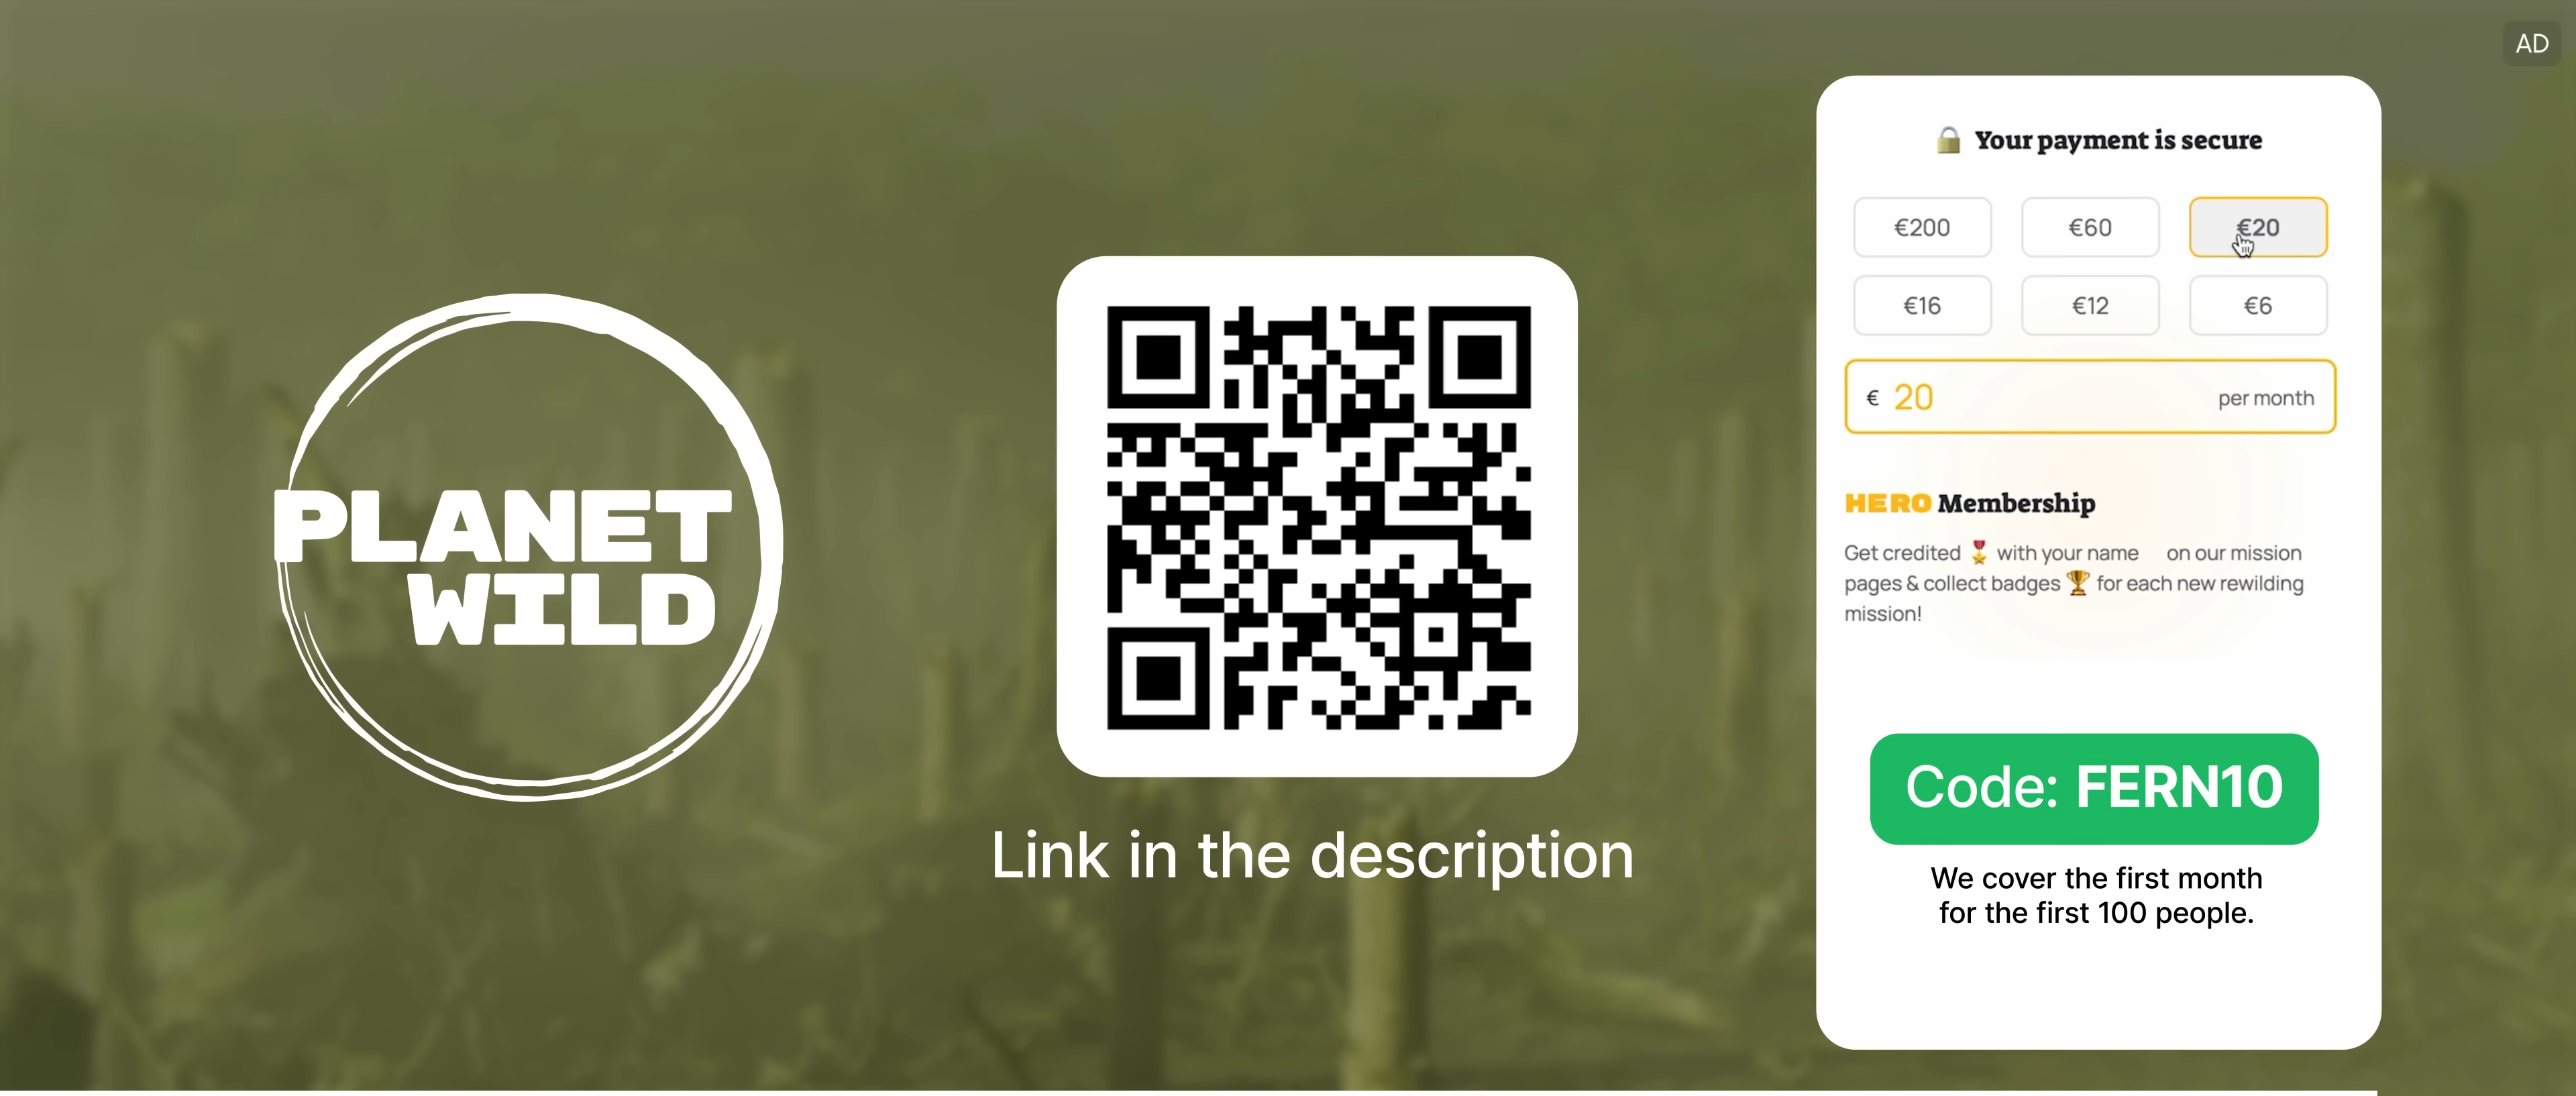 AD
PLANET
WILD
Link in the description
Your payment is secure
€200 €60 €20
€16 €12 €6
€ 20 per month
HERO Membership
Get credited 🎖️ with your name on our mission
pages & collect badges 🏆 for each new rewilding
mission!
Code: FERN10
We cover the first month
for the first 100 people.